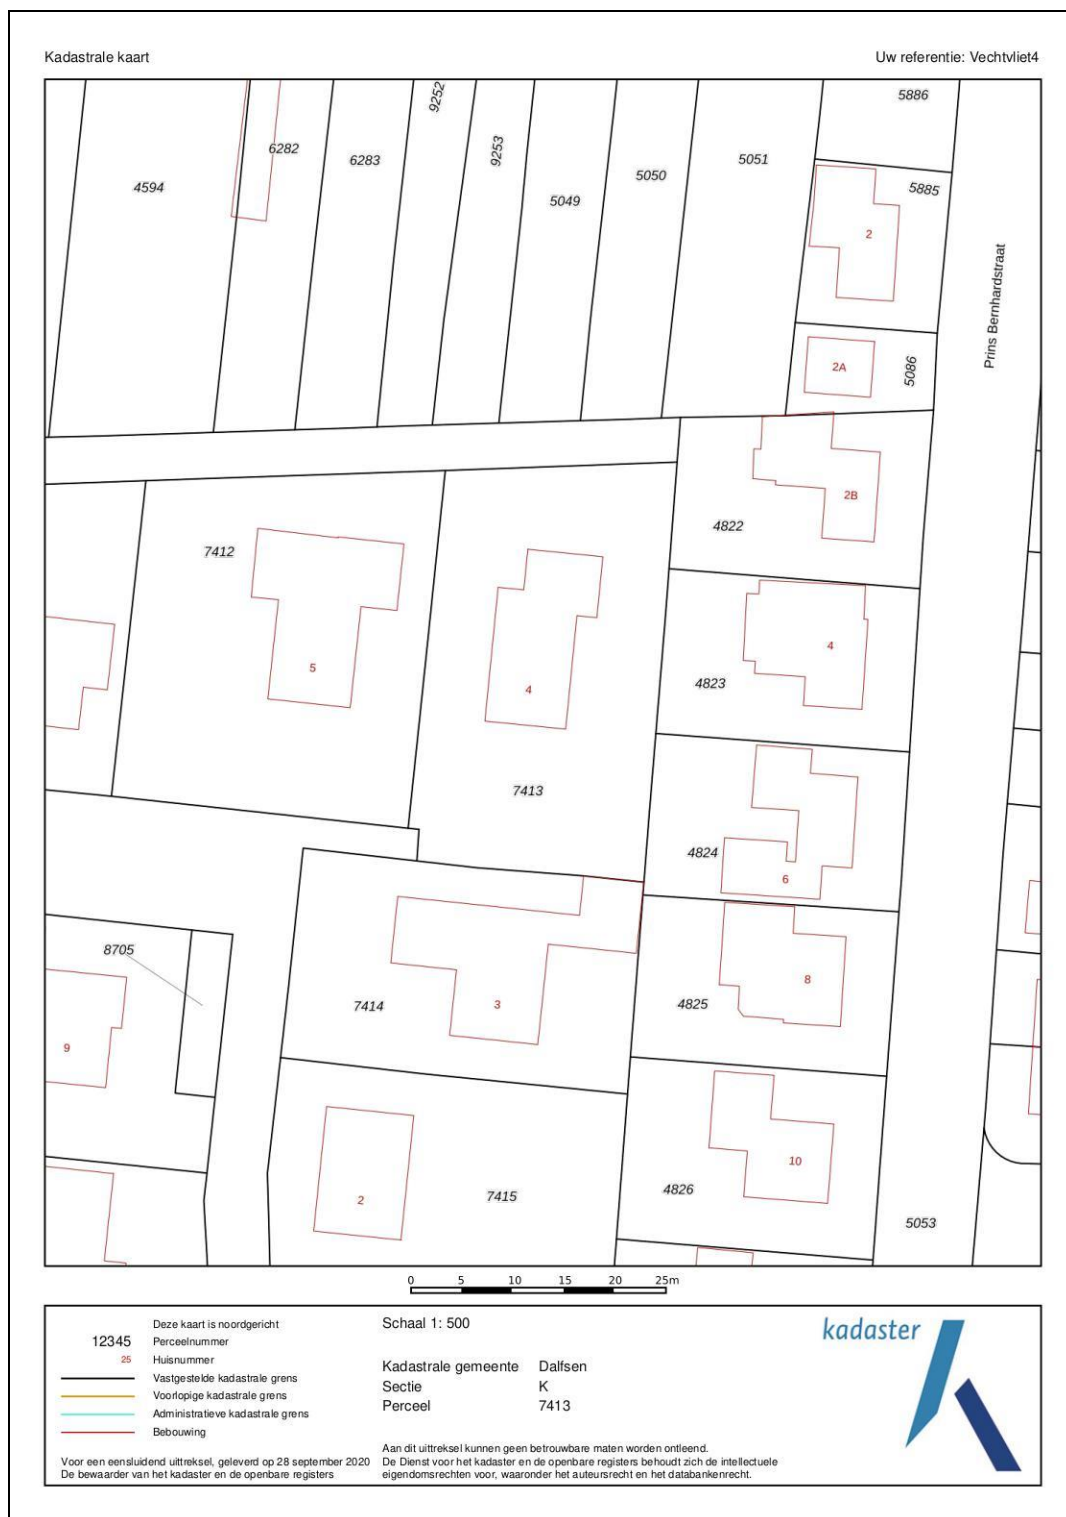 Kadastrale kaart
Uw referentie: Vechtvliet4
5886
9252
6282
6283
9253
5051
4594
5050
5885
5049
2
Prins Bernhardstraat
2A
5086
2B
4822
7412
4
5
4
4823
7413
4824
6
8705
8
3
7414
4825
9
10
4826
2
7415
5053
0 5 10 15 20 25m
Deze kaart is noordgericht
12345 Perceelnummer
25 Huisnummer
Vastgestelde kadastrale grens
Voorlopige kadastrale grens
Administratieve kadastrale grens
Bebouwing
Voor een eensluidend uittreksel, geleverd op 28 september 2020
De bewaarder van het kadaster en de openbare registers
Schaal 1: 500
Kadastrale gemeente Dalfsen
Sectie K
Perceel 7413
Aan dit uittreksel kunnen geen betrouwbare maten worden ontleend.
De Dienst voor het kadaster en de openbare registers behoudt zich de intellectuele
eigendomsrechten voor, waaronder het auteursrecht en het databankenrecht.
kadaster